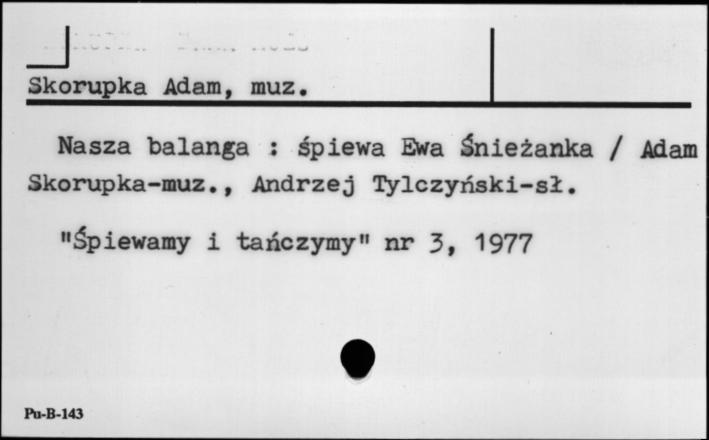 Skorupka Adam, muz.
Nasza balanga : śpiewa Ewa Śnieżanka / Adam
Skorupka-muz., Andrzej Tylczyński-sł.
"Śpiewamy i tańczymy" nr 3, 1977
Pu-B-143